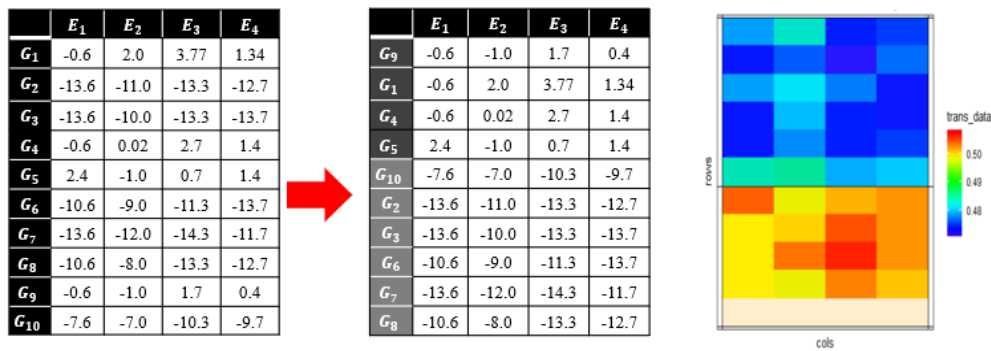 E1 E2 E3 E4
G1 -0.6 2.0 3.77 1.34
G2 -13.6 -11.0 -13.3 -12.7
G3 -13.6 -10.0 -13.3 -13.7
G4 -0.6 0.02 2.7 1.4
G5 2.4 -1.0 0.7 1.4
G6 -10.6 -9.0 -11.3 -13.7
G7 -13.6 -12.0 -14.3 -11.7
G8 -10.6 -8.0 -13.3 -12.7
G9 -0.6 -1.0 1.7 0.4
G10 -7.6 -7.0 -10.3 -9.7
E1 E2 E3 E4
G9 -0.6 -1.0 1.7 0.4
G1 -0.6 2.0 3.77 1.34
G4 -0.6 0.02 2.7 1.4
G5 2.4 -1.0 0.7 1.4
G10 -7.6 -7.0 -10.3 -9.7
G2 -13.6 -11.0 -13.3 -12.7
G3 -13.6 -10.0 -13.3 -13.7
G6 -10.6 -9.0 -11.3 -13.7
G7 -13.6 -12.0 -14.3 -11.7
G8 -10.6 -8.0 -13.3 -12.7
rows
cols
trans_data
0.50
0.49
0.48